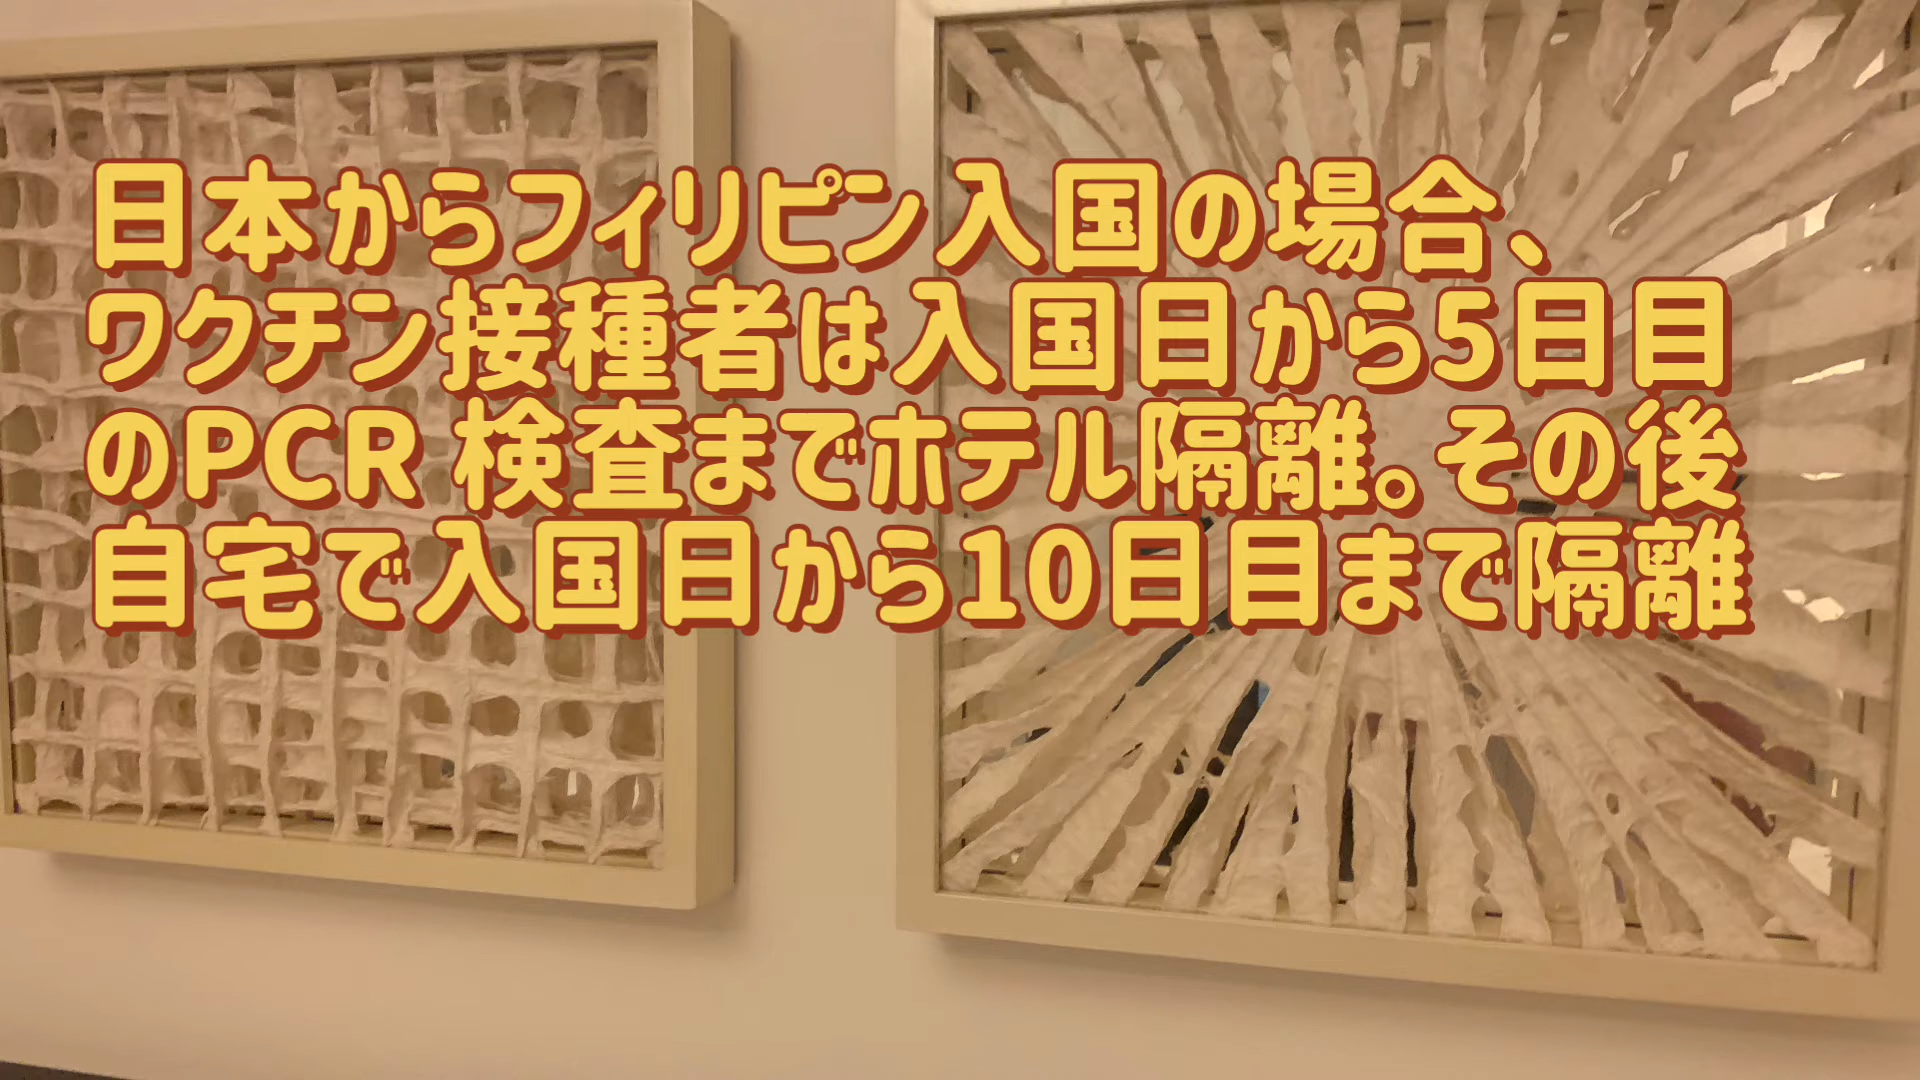 日本からフィリピン入国の場合、
ワクチン接種者は入国日から5日目
のPCR 検査までホテル隔離。その後
自宅で入国日から10日目まで隔離